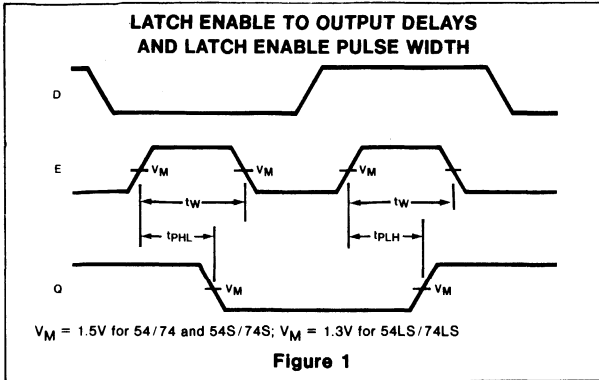 LATCH ENABLE TO OUTPUT DELAYS
AND LATCH ENABLE PULSE WIDTH
D
E
VM
VM
VM
tW
tW
tPHL
tPLH
Q
VM
VM
VM = 1.5V for 54/74 and 54S/74S; VM = 1.3V for 54LS/74LS
Figure 1